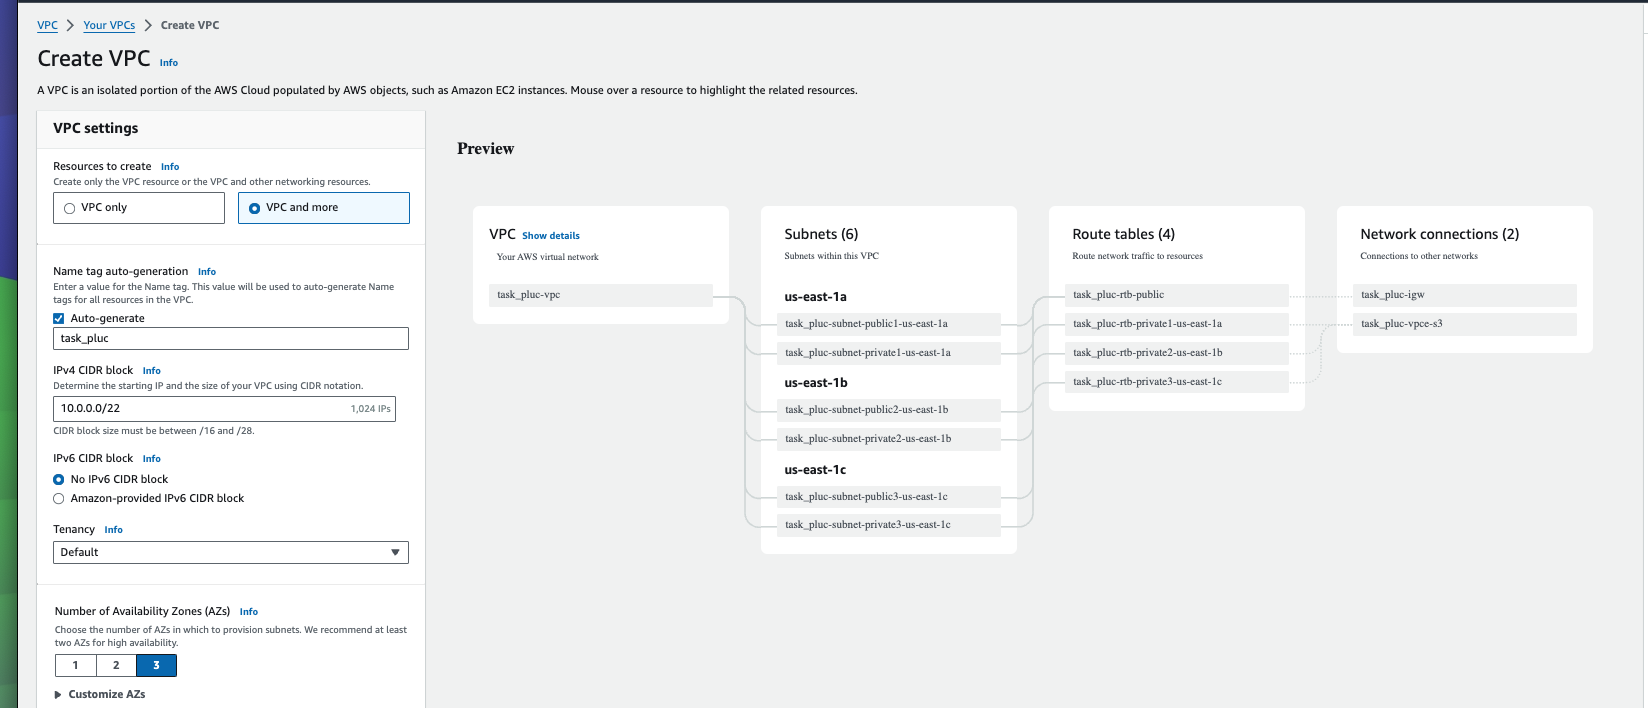 VPC > Your VPCs > Create VPC
Create VPC Info
A VPC is an isolated portion of the AWS Cloud populated by AWS objects, such as Amazon EC2 instances. Mouse over a resource to highlight the related resources.
VPC settings
Resources to create Info
Create only the VPC resource or the VPC and other networking resources.
VPC only
VPC and more
Name tag auto-generation Info
Enter a value for the Name tag. This value will be used to auto-generate Name
tags for all resources in the VPC.
Auto-generate
task_pluc
IPv4 CIDR block Info
Determine the starting IP and the size of your VPC using CIDR notation.
10.0.0.0/22 1,024 IPs
CIDR block size must be between /16 and /28.
IPv6 CIDR block Info
No IPv6 CIDR block
Amazon-provided IPv6 CIDR block
Tenancy Info
Default
Number of Availability Zones (AZs) Info
Choose the number of AZs in which to provision subnets. We recommend at least
two AZs for high availability.
1 2 3
Customize AZs
Preview
VPC Show details
Your AWS virtual network
task_pluc-vpc
Subnets (6)
Subnets within this VPC
us-east-1a
task_pluc-subnet-public1-us-east-1a
task_pluc-subnet-private1-us-east-1a
us-east-1b
task_pluc-subnet-public2-us-east-1b
task_pluc-subnet-private2-us-east-1b
us-east-1c
task_pluc-subnet-public3-us-east-1c
task_pluc-subnet-private3-us-east-1c
Route tables (4)
Route network traffic to resources
task_pluc-rtb-public
task_pluc-rtb-private1-us-east-1a
task_pluc-rtb-private2-us-east-1b
task_pluc-rtb-private3-us-east-1c
Network connections (2)
Connections to other networks
task_pluc-igw
task_pluc-vpce-s3